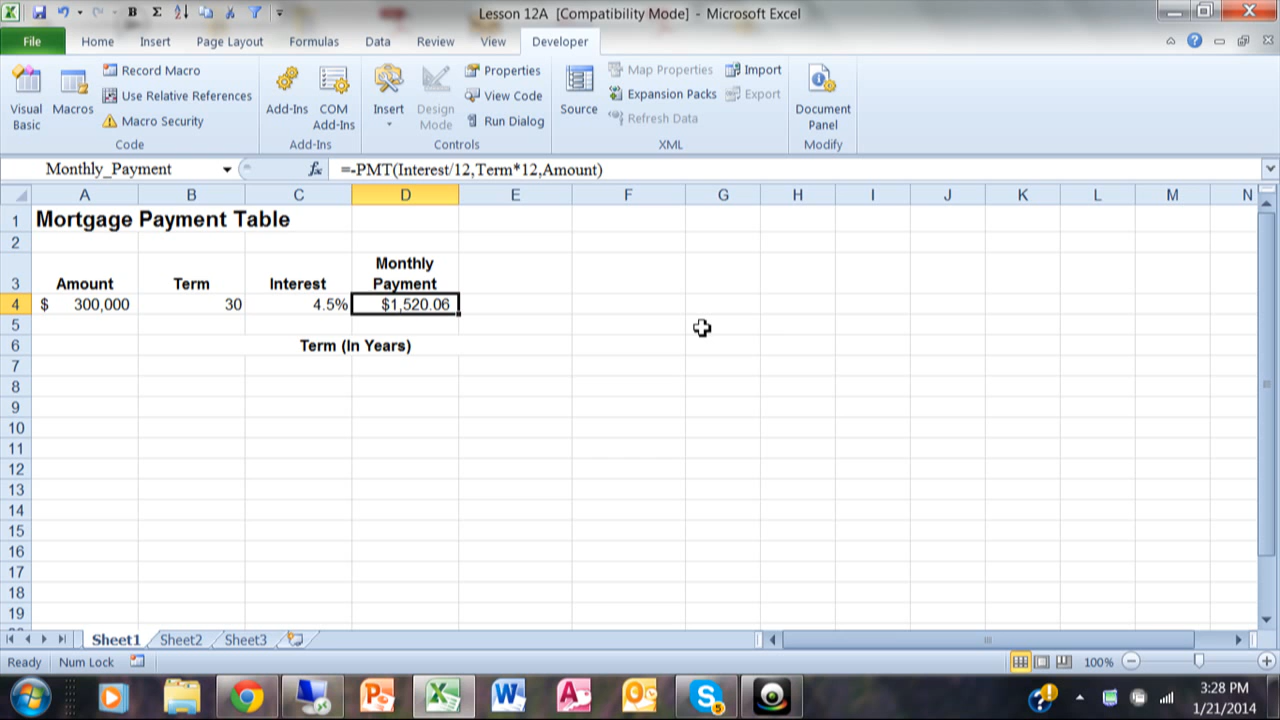 Lesson 12A [Compatibility Mode] - Microsoft Excel
File Home Insert Page Layout Formulas Data Review View Developer
Visual Basic
Macros
Record Macro
Use Relative References
Macro Security
Code
Add-Ins
COM Add-Ins
Add-Ins
Insert
Design Mode
Properties
View Code
Run Dialog
Controls
Source
Map Properties
Expansion Packs
Refresh Data
Import
Export
XML
Document Panel
Modify
Monthly_Payment fx =-PMT(Interest/12,Term*12,Amount)
A B C D E F G H I J K L M N
1 Mortgage Payment Table
2
Monthly
3 Amount Term Interest Payment
4 $ 300,000 30 4.5% $1,520.06
5
6 Term (In Years)
7
8
9
10
11
12
13
14
15
16
17
18
19
Sheet1 Sheet2 Sheet3
Ready Num Lock 100%
3:28 PM
1/21/2014